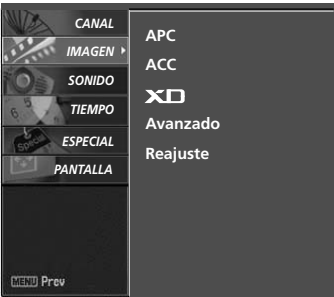 CANAL
IMAGEN
SONIDO
TIEMPO
ESPECIAL
PANTALLA
MENU Prev
APC
ACC
XD
Avanzado
Reajuste